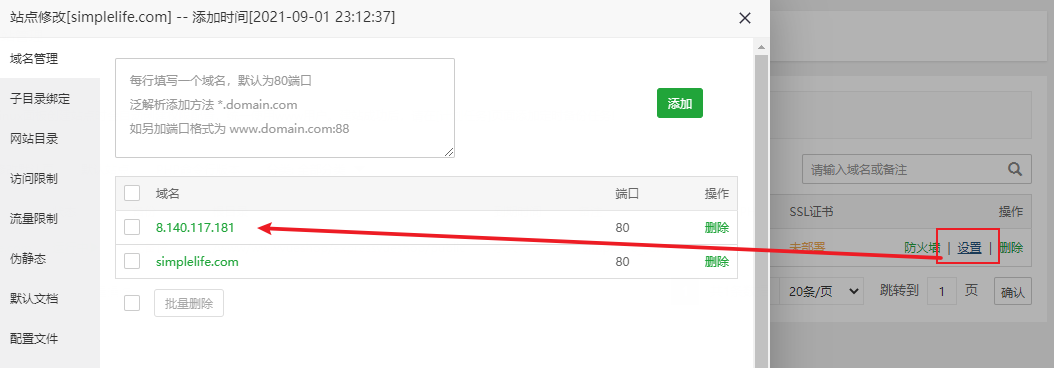 站点修改[simplelife.com] -- 添加时间[2021-09-01 23:12:37]
域名管理
子目录绑定
网站目录
访问限制
流量限制
伪静态
默认文档
配置文件
每行填写一个域名，默认为80端口
泛解析添加方法 *.domain.com
如另加端口格式为 www.domain.com:88
添加
域名 端口 操作
8.140.117.181 80 删除
simplelife.com 80 删除
批量删除
请输入域名或备注
SSL证书 操作
未部署 防火墙 | 设置 | 删除
20条/页 跳转到 1 页 确认